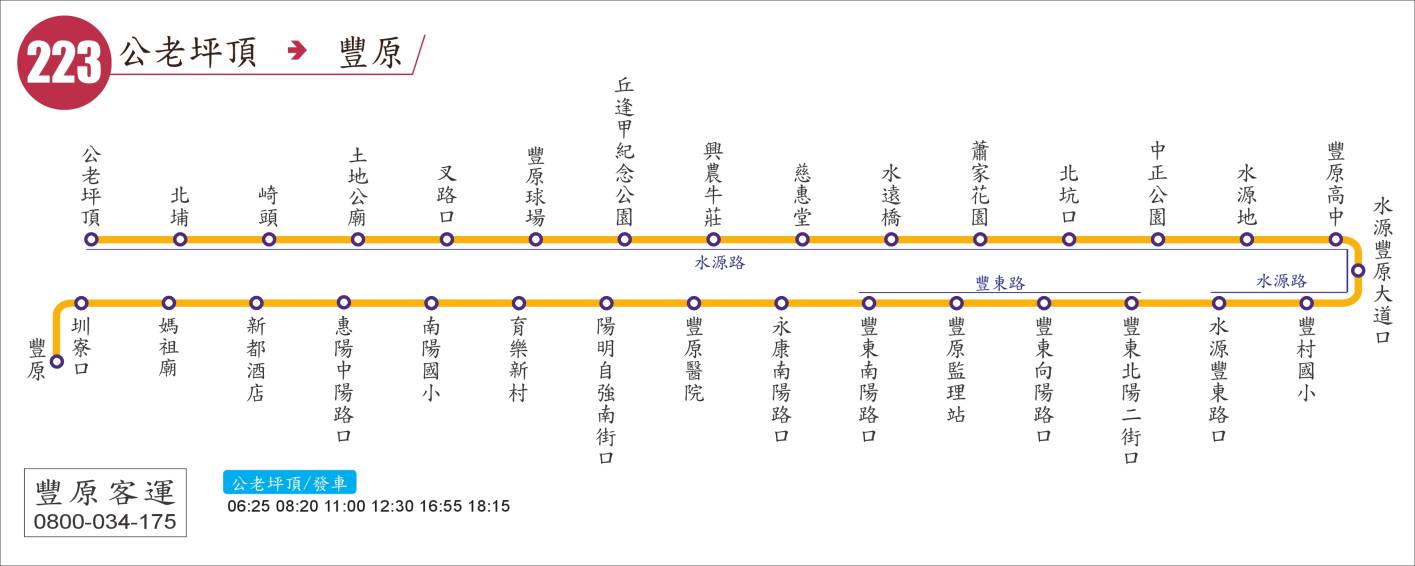 223
公老坪頂 → 豐原
公老坪頂
北埔
崎頭
土地公廟
叉路口
豐原球場
丘逢甲紀念公園
興農牛莊
慈惠堂
水遠橋
蕭家花園
北坑口
中正公園
水源地
豐原高中
水源豐原大道口
水源路
豐東路
水源路
豐村國小
水源豐東路口
豐東北陽二街口
豐東向陽路口
豐原監理站
豐東南陽路口
永康南陽路口
豐原醫院
陽明自強南街口
育樂新村
南陽國小
惠陽中陽路口
新都酒店
媽祖廟
圳寮口
豐原
豐原客運
0800-034-175
公老坪頂/發車
06:25 08:20 11:00 12:30 16:55 18:15